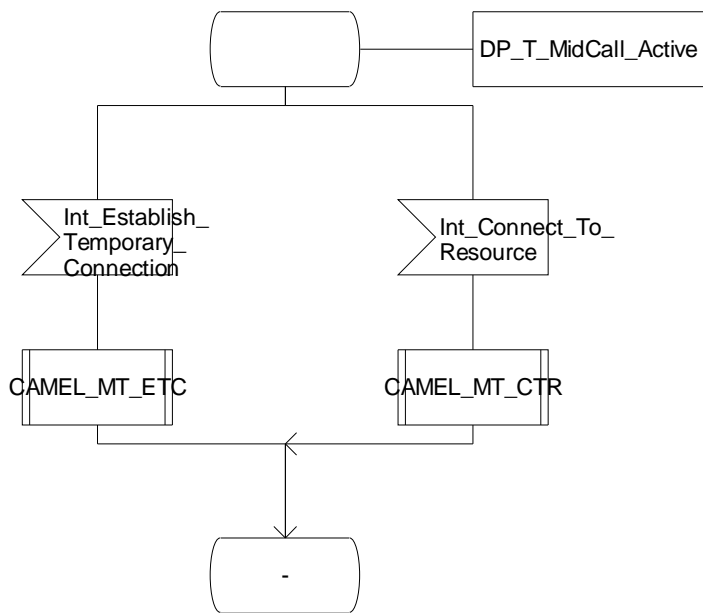 DP_T_MidCall_Active
Int_Establish_
Temporary_
Connection
Int_Connect_To_
Resource
CAMEL_MT_ETC
CAMEL_MT_CTR
-